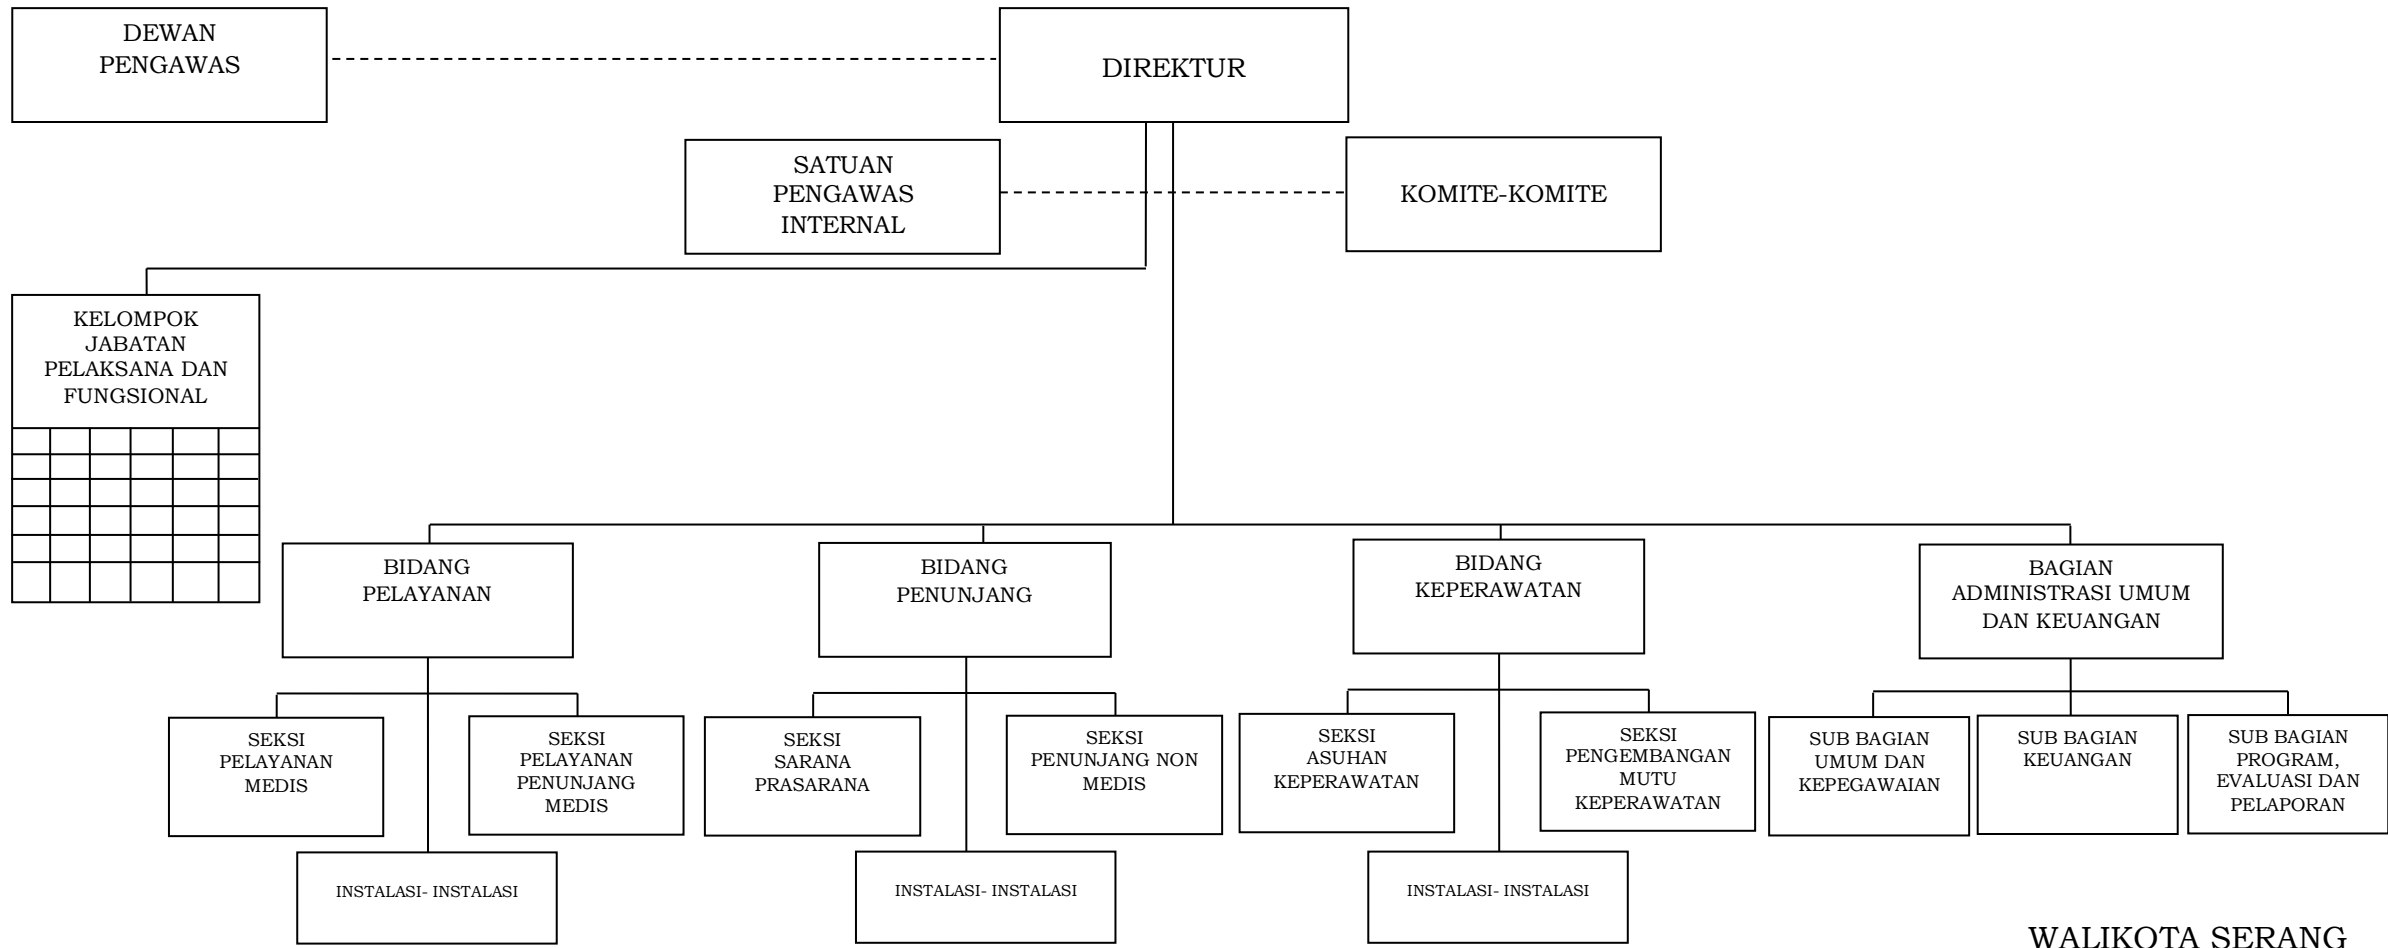 DEWAN
PENGAWAS
DIREKTUR
SATUAN
PENGAWAS
INTERNAL
KOMITE-KOMITE
KELOMPOK
JABATAN
PELAKSANA DAN
FUNGSIONAL
BIDANG
PELAYANAN
BIDANG
PENUNJANG
BIDANG
KEPERAWATAN
BAGIAN
ADMINISTRASI UMUM
DAN KEUANGAN
SEKSI
PELAYANAN
MEDIS
SEKSI
PELAYANAN
PENUNJANG
MEDIS
SEKSI
SARANA
PRASARANA
SEKSI
PENUNJANG NON
MEDIS
SEKSI
ASUHAN
KEPERAWATAN
SEKSI
PENGEMBANGAN
MUTU
KEPERAWATAN
SUB BAGIAN
UMUM DAN
KEPEGAWAIAN
SUB BAGIAN
KEUANGAN
SUB BAGIAN
PROGRAM,
EVALUASI DAN
PELAPORAN
INSTALASI- INSTALASI
INSTALASI- INSTALASI
INSTALASI- INSTALASI
WALIKOTA SERANG